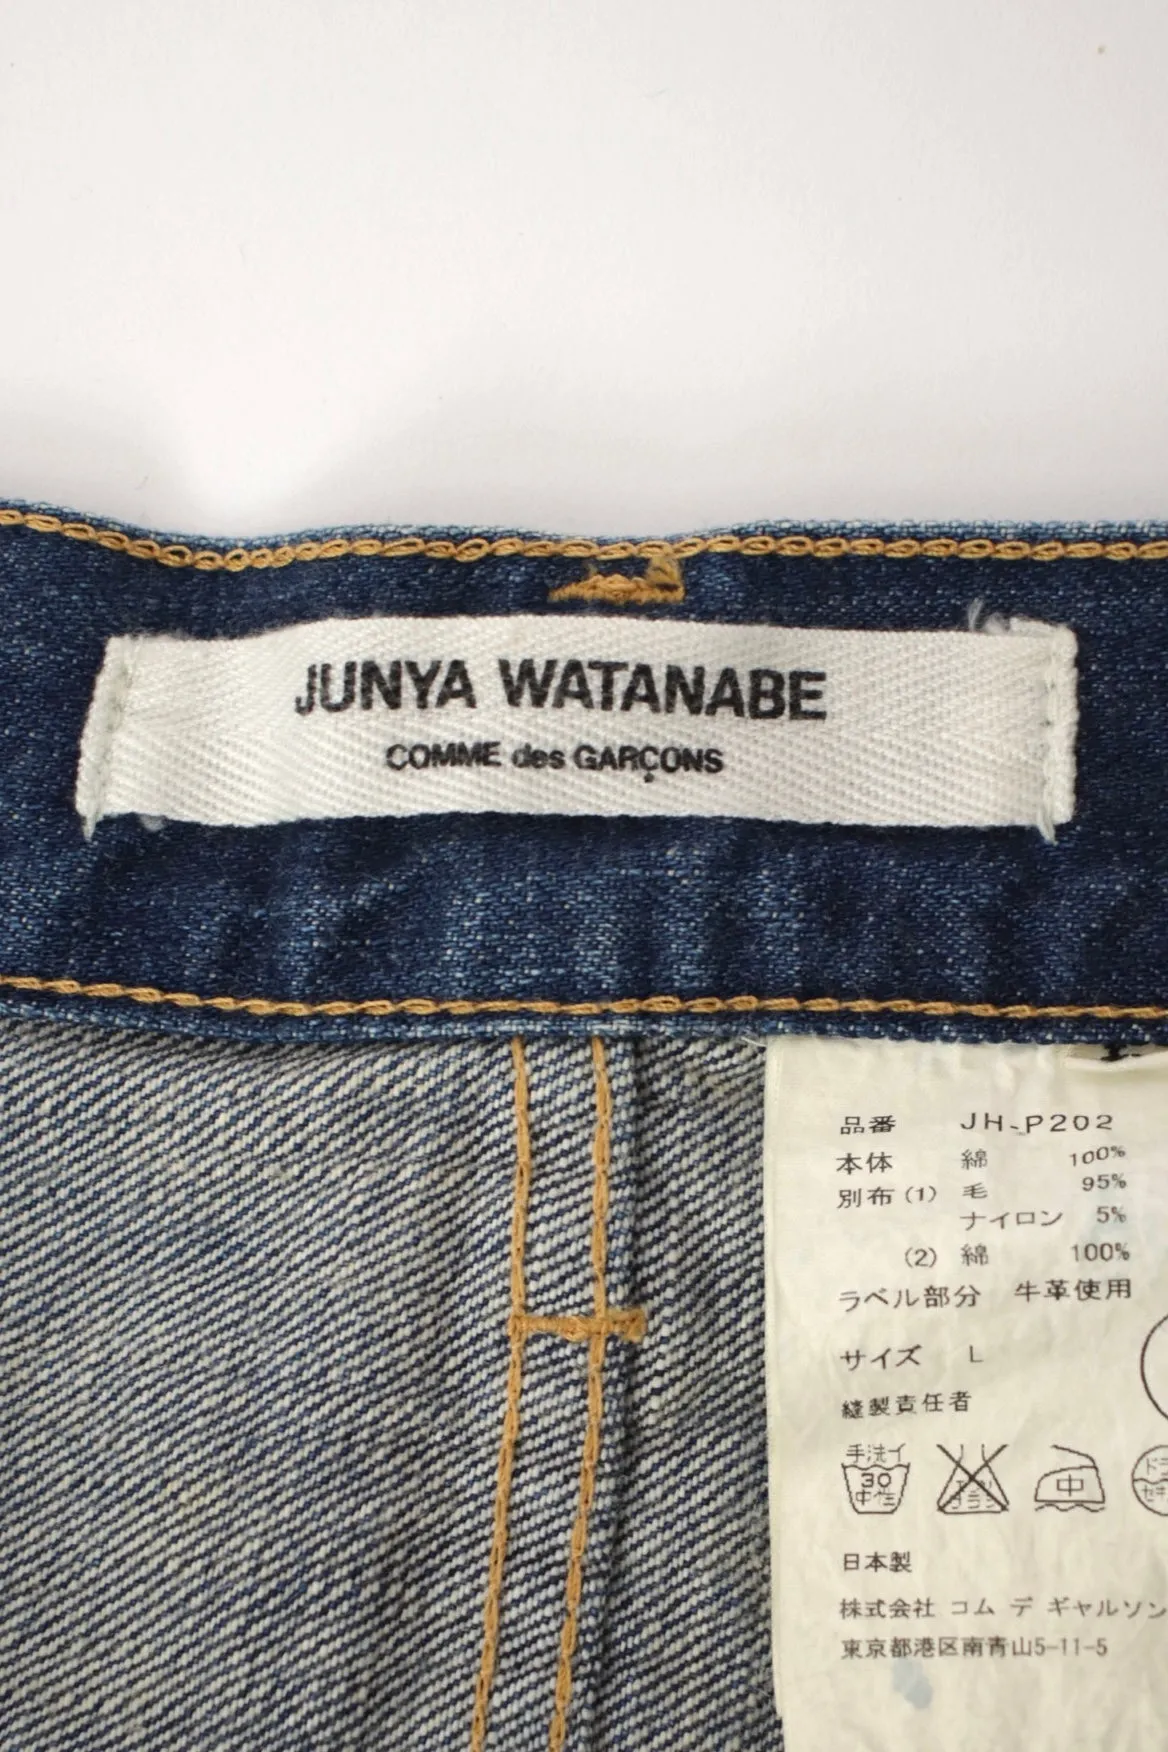 JUNYA WATANABE
COMME des GARÇONS
品番 JH-P202
本体 綿 100%
別布(1) 毛 95%
ナイロン 5%
(2) 綿 100%
ラベル部分 牛革使用
サイズ L
縫製責任者
手洗イ
30
中性
中
日本製
株式会社 コム デ ギャルソン
東京都港区南青山5-11-5